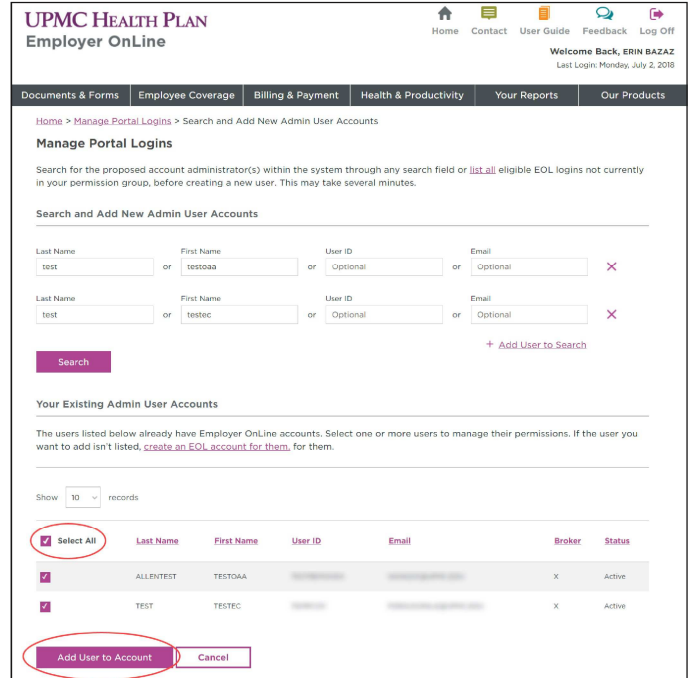 UPMC HEALTH PLAN
Employer OnLine
Home Contact User Guide Feedback Log Off
Welcome Back, ERIN BAZAZ
Last Login: Monday, July 2, 2018
Documents & Forms Employee Coverage Billing & Payment Health & Productivity Your Reports Our Products
Home > Manage Portal Logins > Search and Add New Admin User Accounts
Manage Portal Logins
Search for the proposed account administrator(s) within the system through any search field or list all eligible EOL logins not currently
in your permission group, before creating a new user. This may take several minutes.
Search and Add New Admin User Accounts
Last Name First Name User ID Email
test or testoaa or Optional or Optional
Last Name First Name User ID Email
test or testec or Optional or Optional
+ Add User to Search
Search
Your Existing Admin User Accounts
The users listed below already have Employer OnLine accounts. Select one or more users to manage their permissions. If the user you
want to add isn't listed, create an EOL account for them. for them.
Show 10 records
Select All Last Name First Name User ID Email Broker Status
ALLENTEST TESTOAA X Active
TEST TESTEC X Active
Add User to Account Cancel